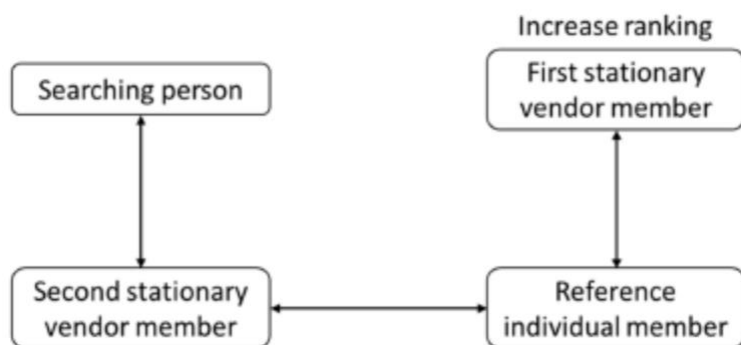 Increase ranking
Searching person
First stationary
vendor member
Second stationary
vendor member
Reference
individual member